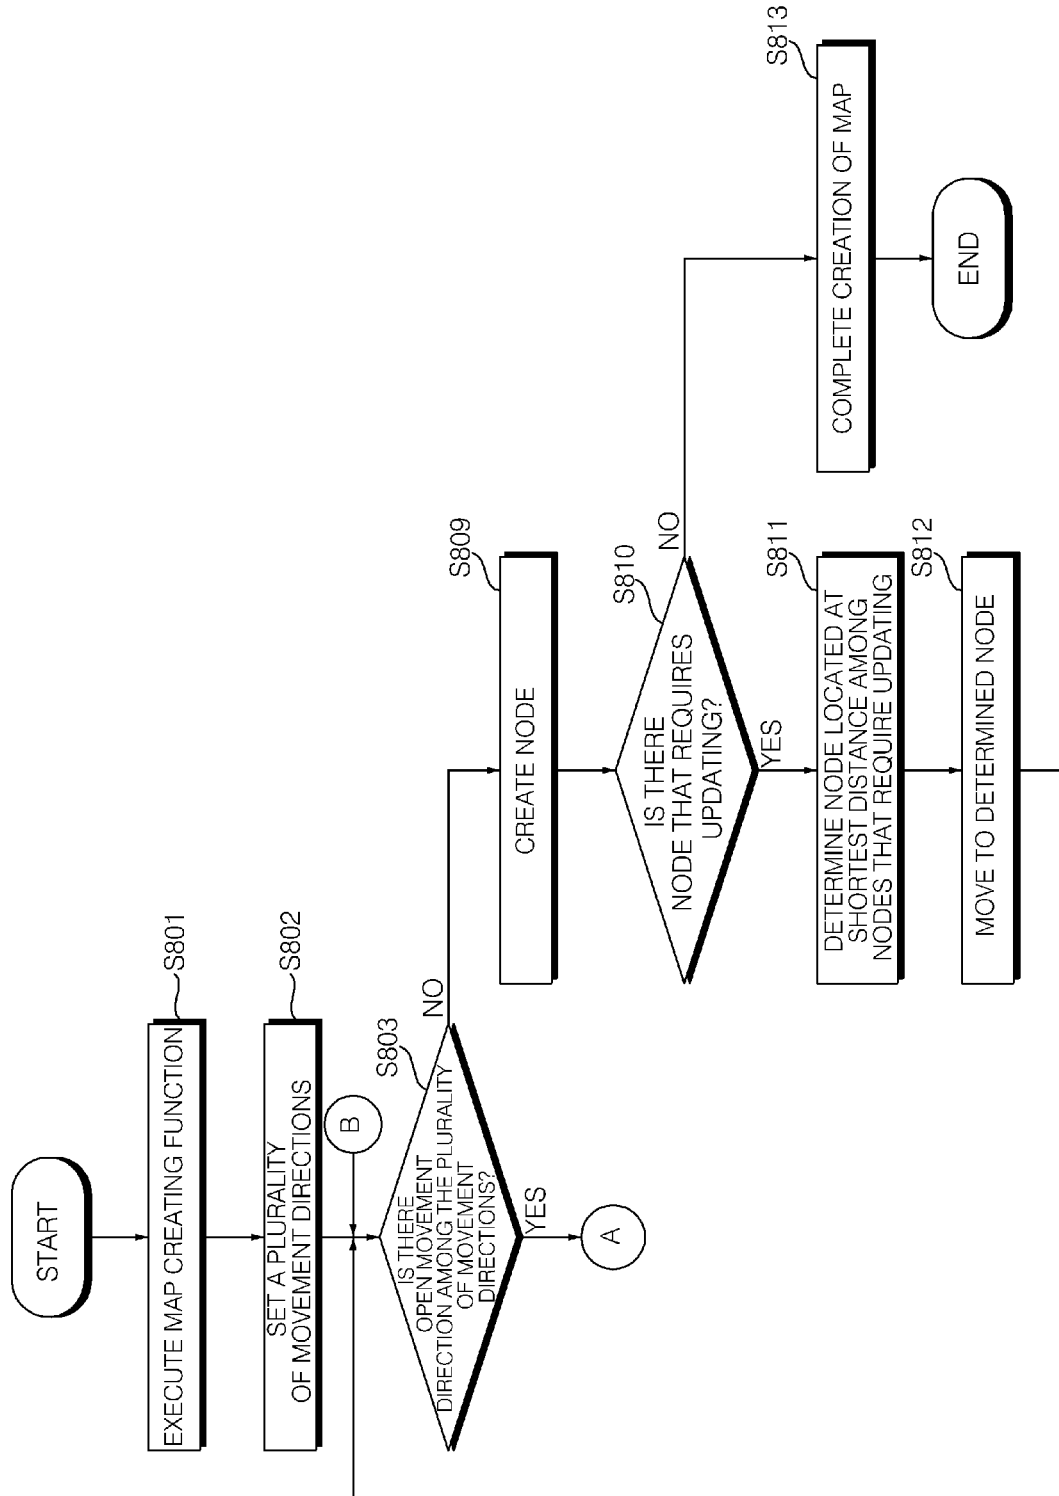 START
EXECUTE MAP CREATING FUNCTION
S801
SET A PLURALITY
OF MOVEMENT DIRECTIONS
S802
B
IS THERE
OPEN MOVEMENT
DIRECTION AMONG THE PLURALITY
OF MOVEMENT
DIRECTIONS?
S803
NO
YES
A
CREATE NODE
S809
IS THERE
NODE THAT REQUIRES
UPDATING?
S810
NO
YES
DETERMINE NODE LOCATED AT
SHORTEST DISTANCE AMONG
NODES THAT REQUIRE UPDATING
S811
MOVE TO DETERMINED NODE
S812
COMPLETE CREATION OF MAP
S813
END